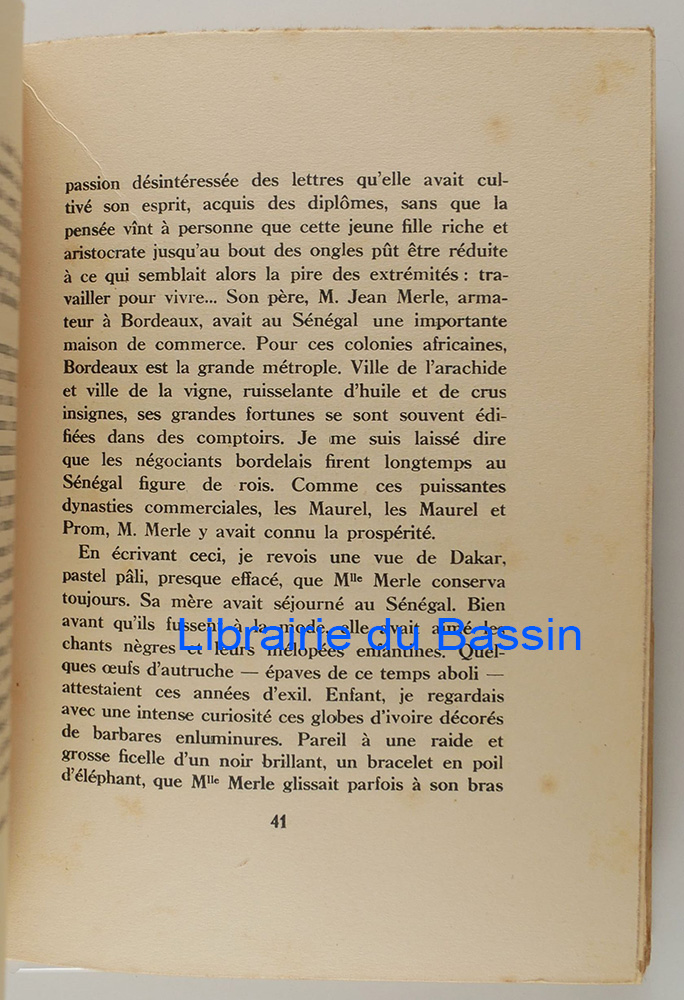 passion désintéressée des lettres qu'elle avait cul-
tivé son esprit, acquis des diplômes, sans que la
pensée vînt à personne que cette jeune fille riche et
aristocrate jusqu'au bout des ongles pût être réduite
à ce qui semblait alors la pire des extrémités : tra-
vailler pour vivre... Son père, M. Jean Merle, arma-
teur à Bordeaux, avait au Sénégal une importante
maison de commerce. Pour ces colonies africaines,
Bordeaux est la grande métrople. Ville de l'arachide
et ville de la vigne, ruisselante d'huile et de crus
insignes, ses grandes fortunes se sont souvent édi-
fiées dans des comptoirs. Je me suis laissé dire
que les négociants bordelais firent longtemps au
Sénégal figure de rois. Comme ces puissantes
dynasties commerciales, les Maurel, les Maurel et
Prom, M. Merle y avait connu la prospérité.
En écrivant ceci, je revois une vue de Dakar,
pastel pâli, presque effacé, que Mlle Merle conserva
toujours. Sa mère avait séjourné au Sénégal. Bien
avant qu'ils fussent à la mode, elle avait aimé les
Librairie du Bassin
chants nègres et leurs mélopées enfantines. Quel-
ques œufs d'autruche — épaves de ce temps aboli —
attestaient ces années d'exil. Enfant, je regardais
avec une intense curiosité ces globes d'ivoire décorés
de barbares enluminures. Pareil à une raide et
grosse ficelle d'un noir brillant, un bracelet en poil
d'éléphant, que Mlle Merle glissait parfois à son bras
41